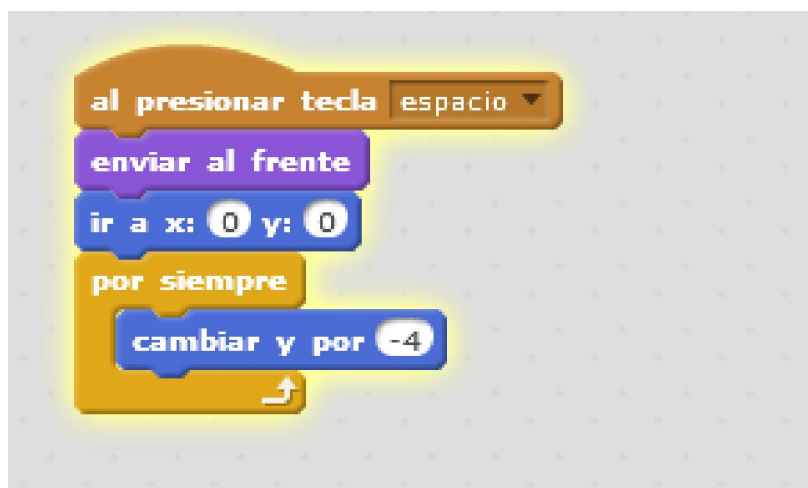 al presionar tecla espacio
enviar al frente
ir a x: 0 y: 0
por siempre
cambiar y por -4